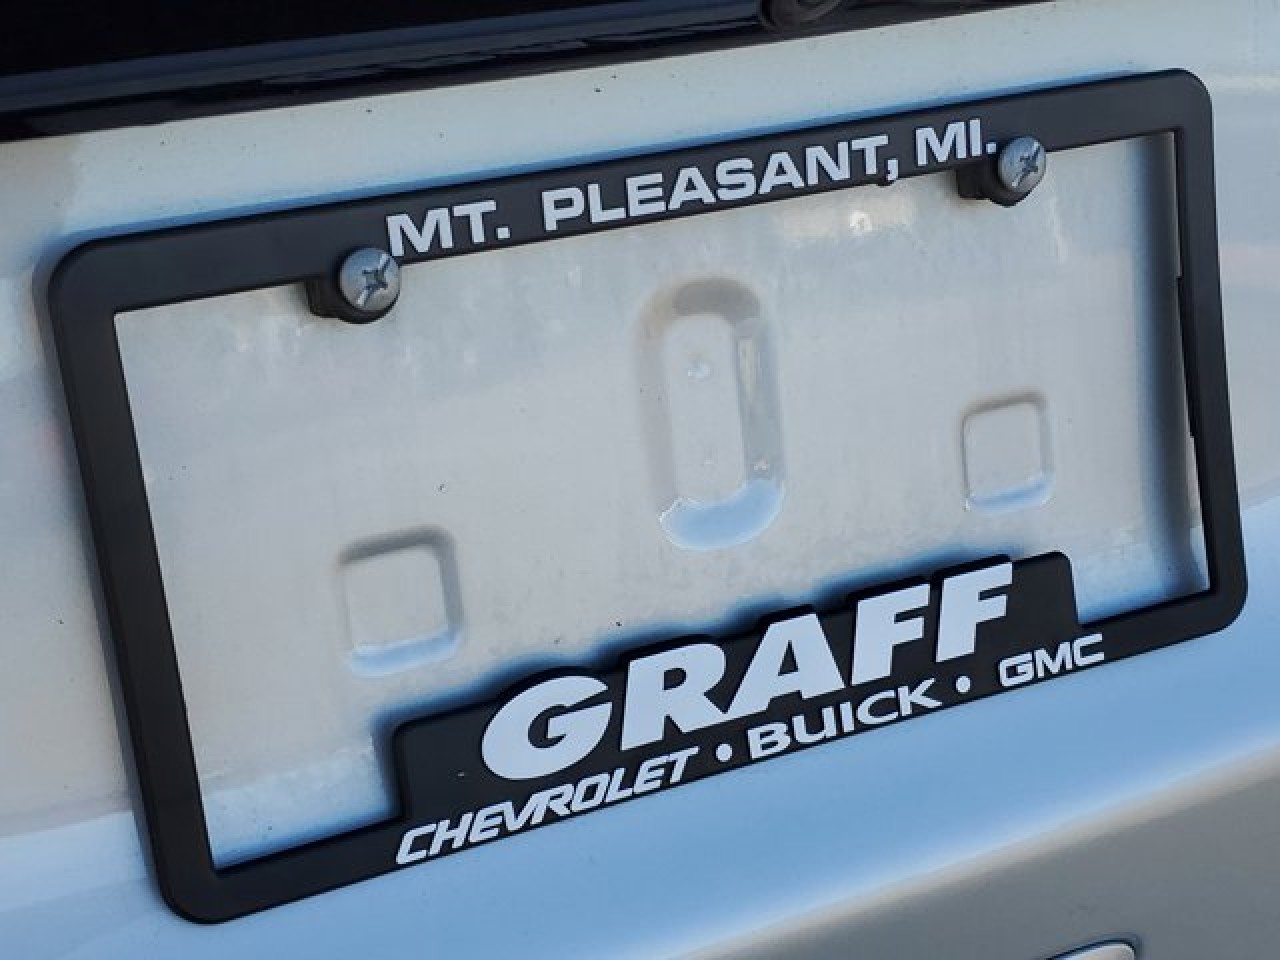 MT. PLEASANT, MI.
GRAFF
CHEVROLET • BUICK • GMC